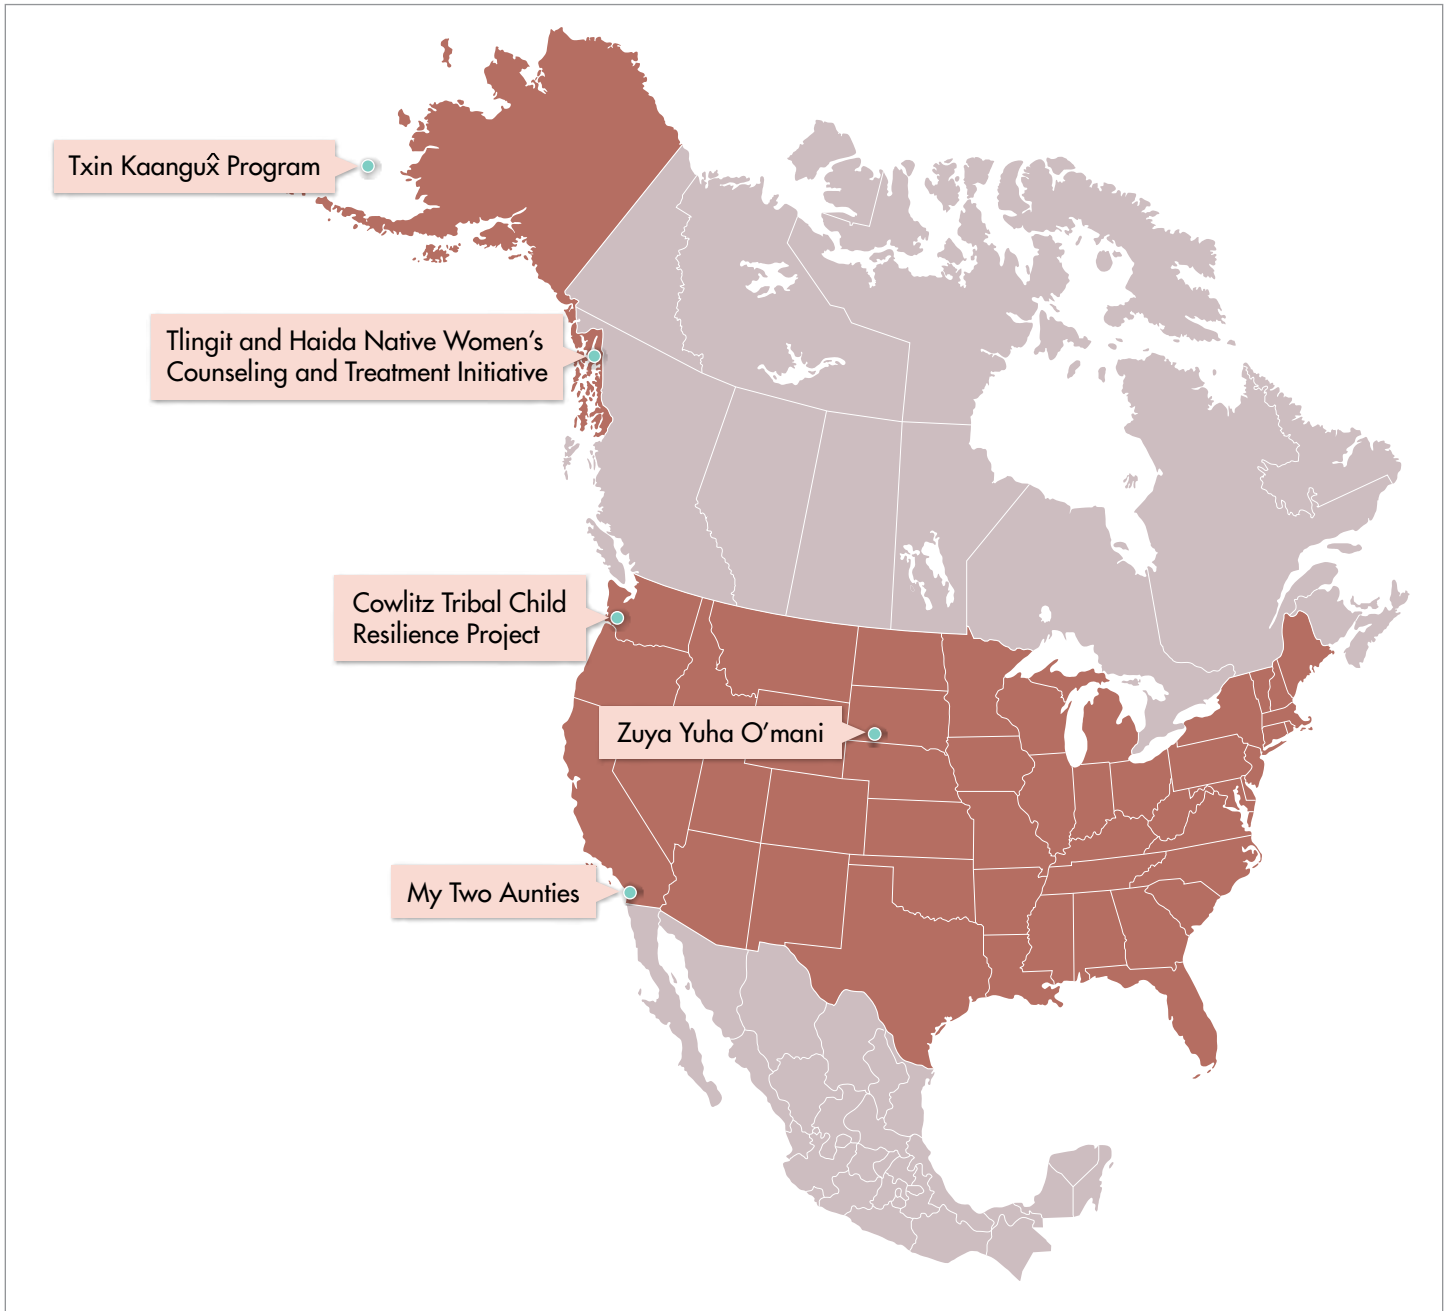 Txin Kaangux̂ Program
Tlingit and Haida Native Women’s
Counseling and Treatment Initiative
Cowlitz Tribal Child
Resilience Project
Zuya Yuha O’mani
My Two Aunties